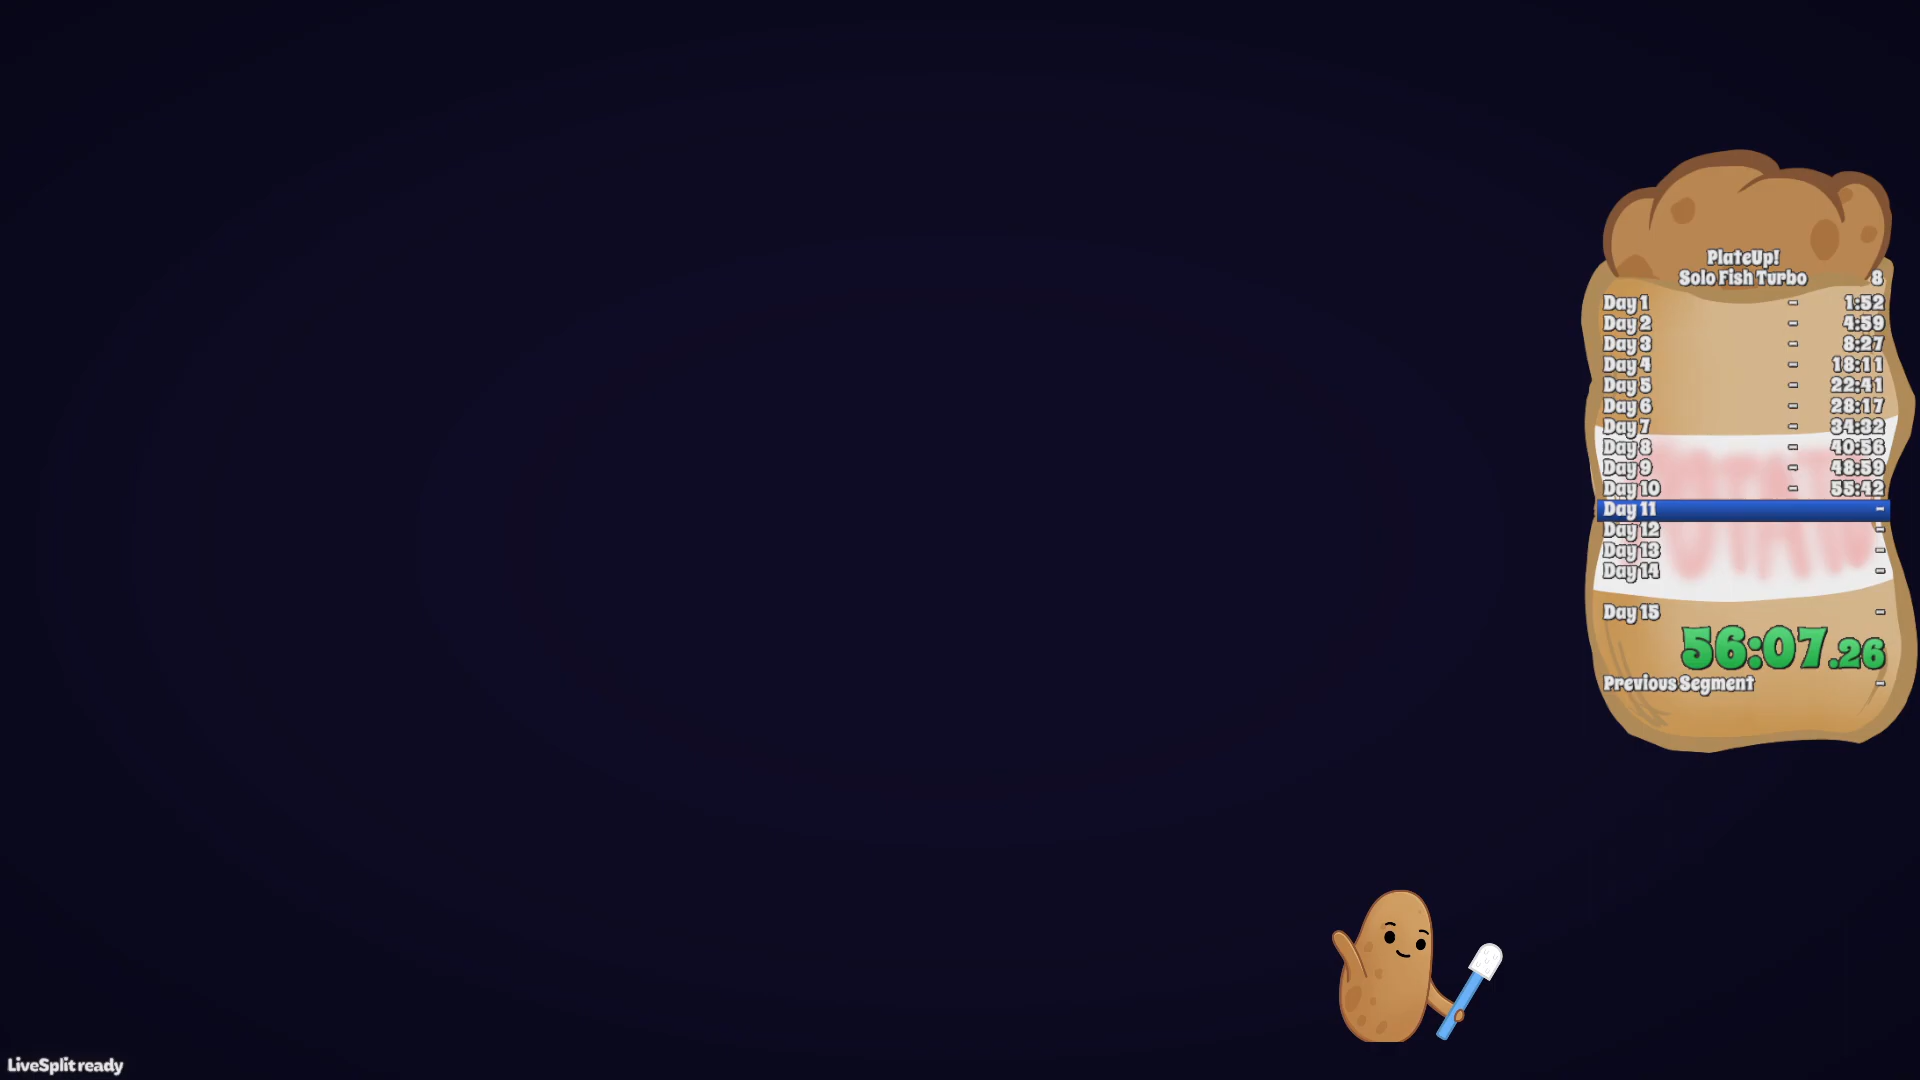 PlateUp!
Solo Fish Turbo 8
Day 1 - 1:52
Day 2 - 4:59
Day 3 - 8:27
Day 4 - 18:11
Day 5 - 22:41
Day 6 - 28:17
Day 7 - 34:32
Day 8 - 40:56
Day 9 - 48:59
Day 10 - 55:42
Day 11 -
Day 12 -
Day 13 -
Day 14 -
Day 15 -
56:07.26
Previous Segment -
LiveSplit ready